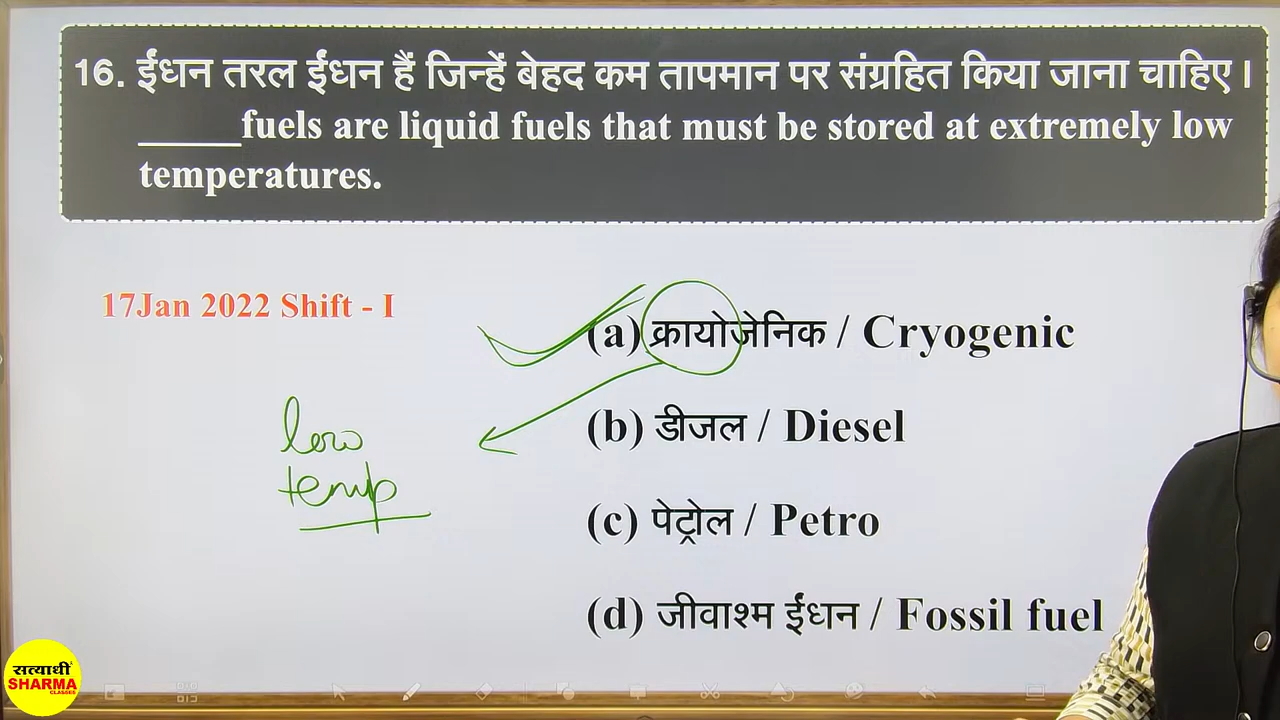 16. ईंधन तरल ईंधन हैं जिन्हें बेहद कम तापमान पर संग्रहित किया जाना चाहिए।
_____fuels are liquid fuels that must be stored at extremely low
temperatures.
17Jan 2022 Shift - I
(a) क्रायोजेनिक / Cryogenic
low
temp
(b) डीजल / Diesel
(c) पेट्रोल / Petro
(d) जीवाश्म ईंधन / Fossil fuel
सत्यार्थी
SHARMA
CLASSES